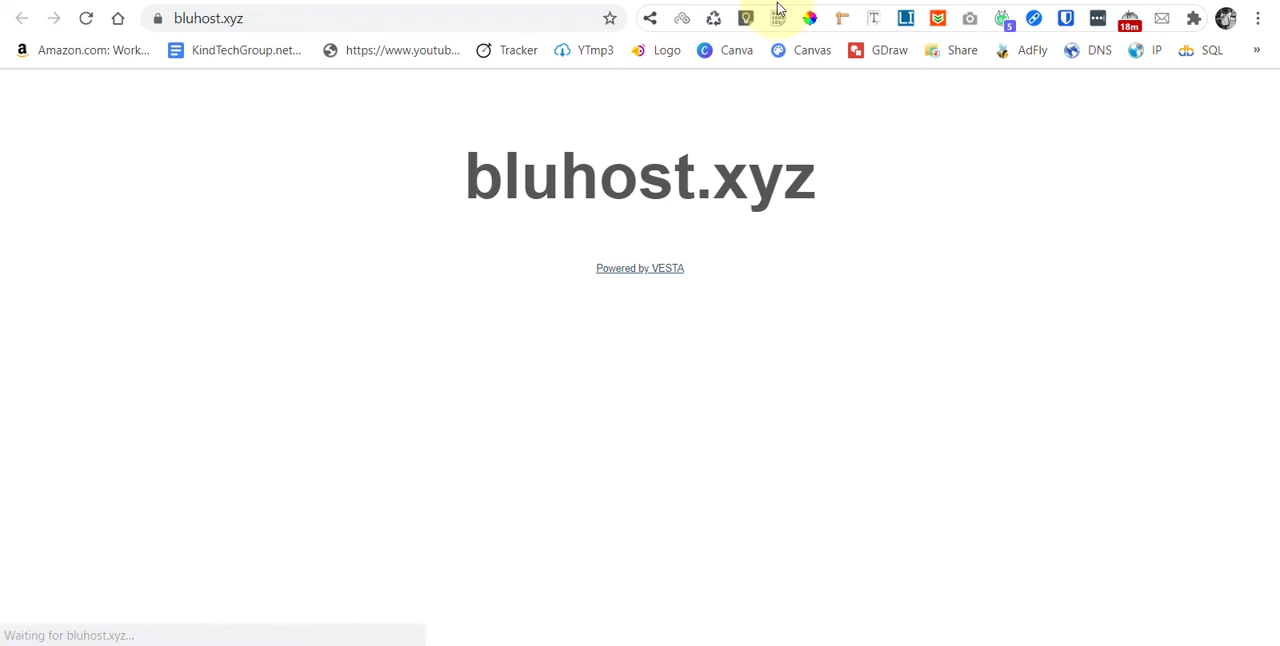 bluhost.xyz
5
18m
Amazon.com: Work... KindTechGroup.net... https://www.youtub... Tracker YTmp3 Logo Canva Canvas GDraw Share AdFly DNS IP SQL »
bluhost.xyz
Powered by VESTA
Waiting for bluhost.xyz...